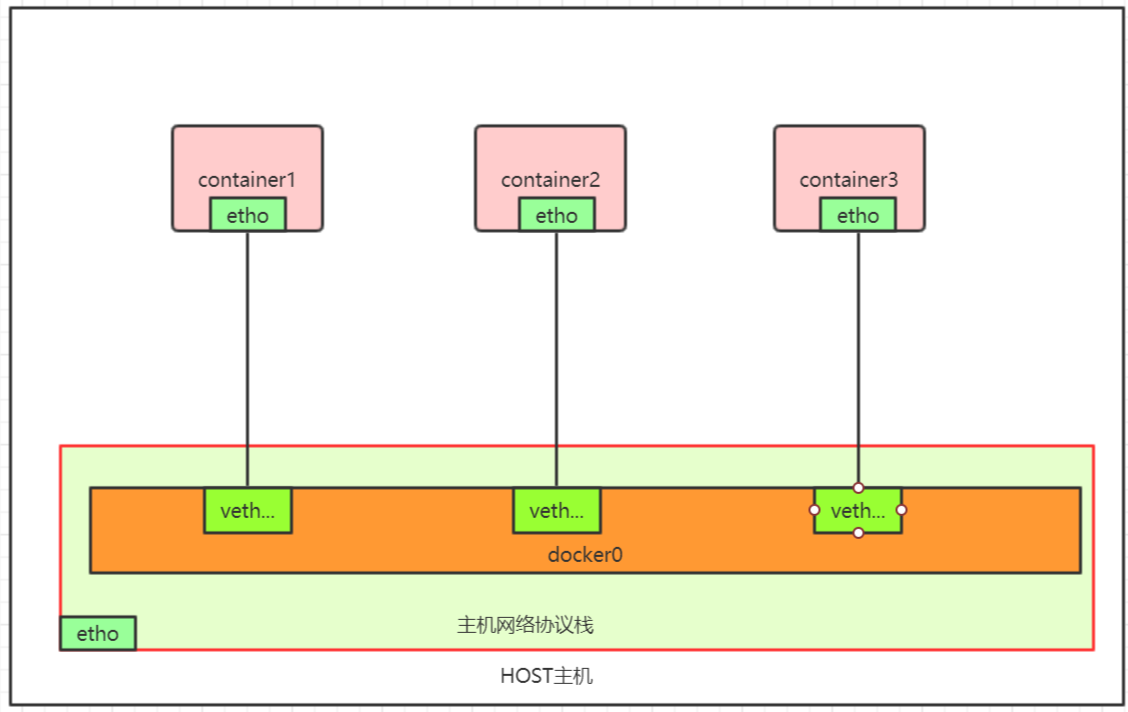 container1
container2
container3
etho
etho
etho
veth...
veth...
veth...
docker0
主机网络协议栈
etho
HOST主机